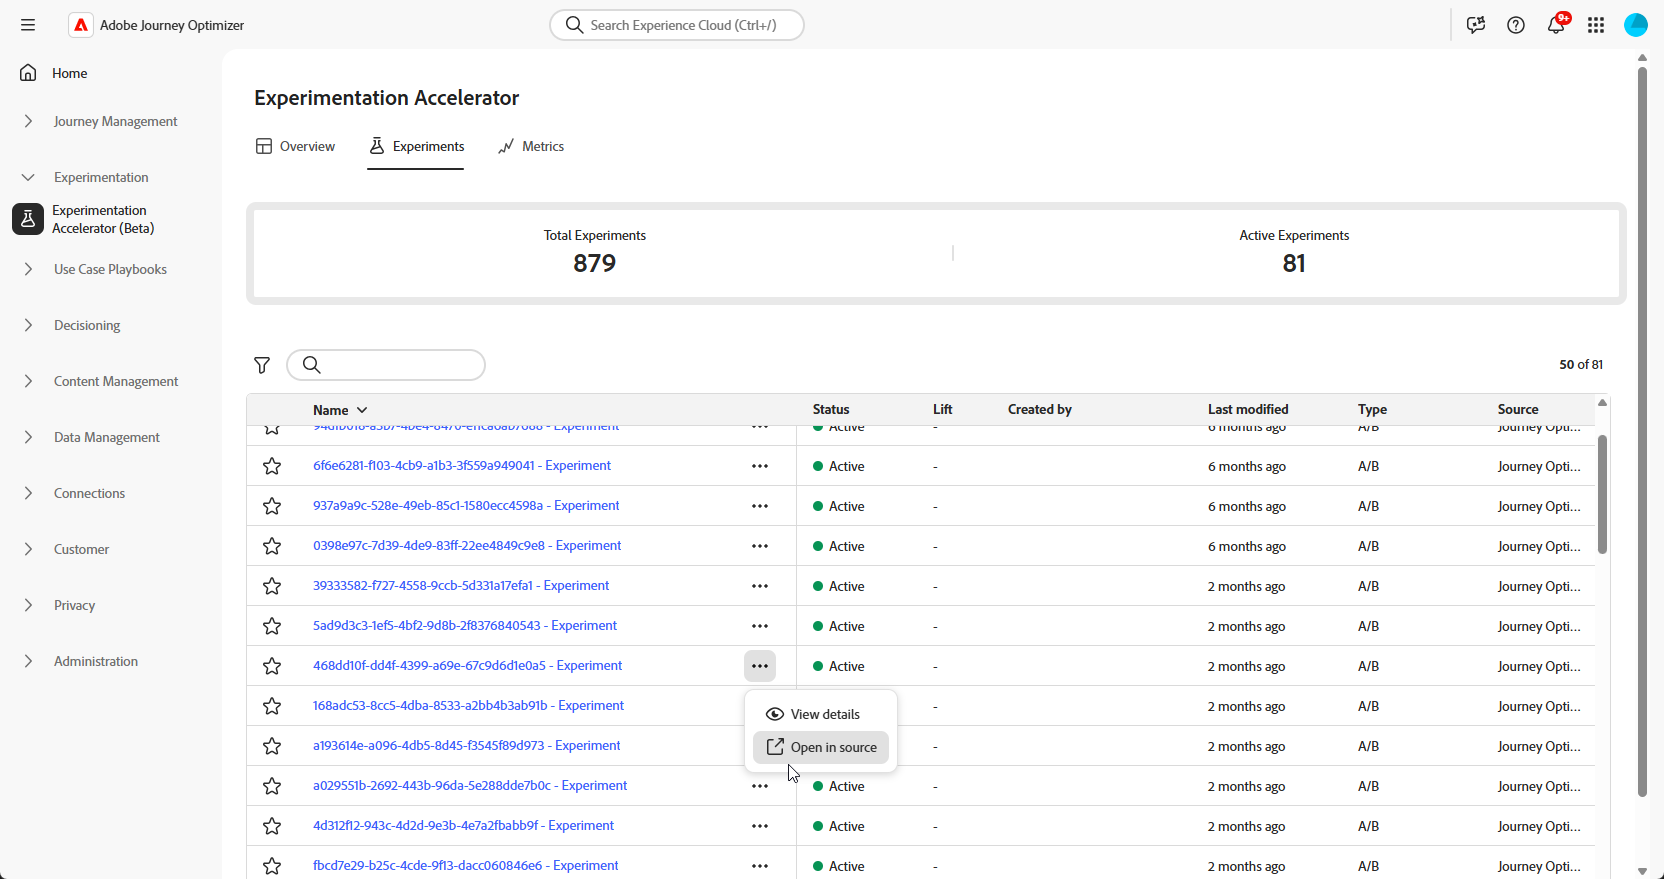 Adobe Journey Optimizer
Search Experience Cloud (Ctrl+/)
9+
Home
Journey Management
Experimentation
Experimentation
Accelerator (Beta)
Use Case Playbooks
Decisioning
Content Management
Data Management
Connections
Customer
Privacy
Administration
Experimentation Accelerator
Overview Experiments Metrics
Total Experiments
879
Active Experiments
81
50 of 81
Name Status Lift Created by Last modified Type Source
- Experiment Active - 6 months ago A/B Journey Opti...
6f6e6281-f103-4cb9-a1b3-3f559a949041 - Experiment Active - 6 months ago A/B Journey Opti...
937a9a9c-528e-49eb-85c1-1580ecc4598a - Experiment Active - 6 months ago A/B Journey Opti...
0398e97c-7d39-4de9-83ff-22ee4849c9e8 - Experiment Active - 6 months ago A/B Journey Opti...
39333582-f727-4558-9ccb-5d331a17efa1 - Experiment Active - 2 months ago A/B Journey Opti...
5ad9d3c3-1ef5-4bf2-9d8b-2f8376840543 - Experiment Active - 2 months ago A/B Journey Opti...
468dd10f-dd4f-4399-a69e-67c9d6d1e0a5 - Experiment Active - 2 months ago A/B Journey Opti...
168adc53-8cc5-4dba-8533-a2bb4b3ab91b - Experiment - 2 months ago A/B Journey Opti...
View details
a193614e-a096-4db5-8d45-f3545f89d973 - Experiment - 2 months ago A/B Journey Opti...
Open in source
a029551b-2692-443b-96da-5e288dde7b0c - Experiment Active - 2 months ago A/B Journey Opti...
4d312f12-943c-4d2d-9e3b-4e7a2fbabb9f - Experiment Active - 2 months ago A/B Journey Opti...
fbcd7e29-b25c-4cde-9f13-dacc060846e6 - Experiment Active - 2 months ago A/B Journey Opti...